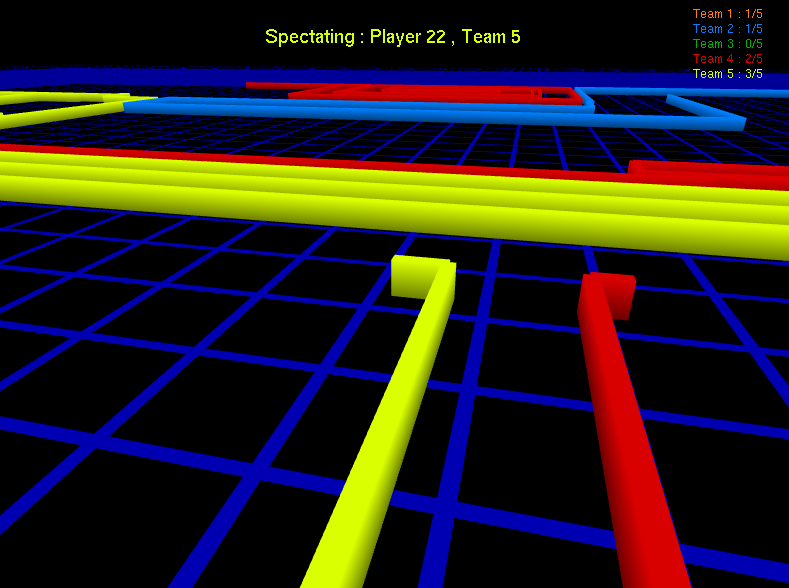 Spectating : Player 22 , Team 5
Team 1 : 1/5
Team 2 : 1/5
Team 3 : 0/5
Team 4 : 2/5
Team 5 : 3/5